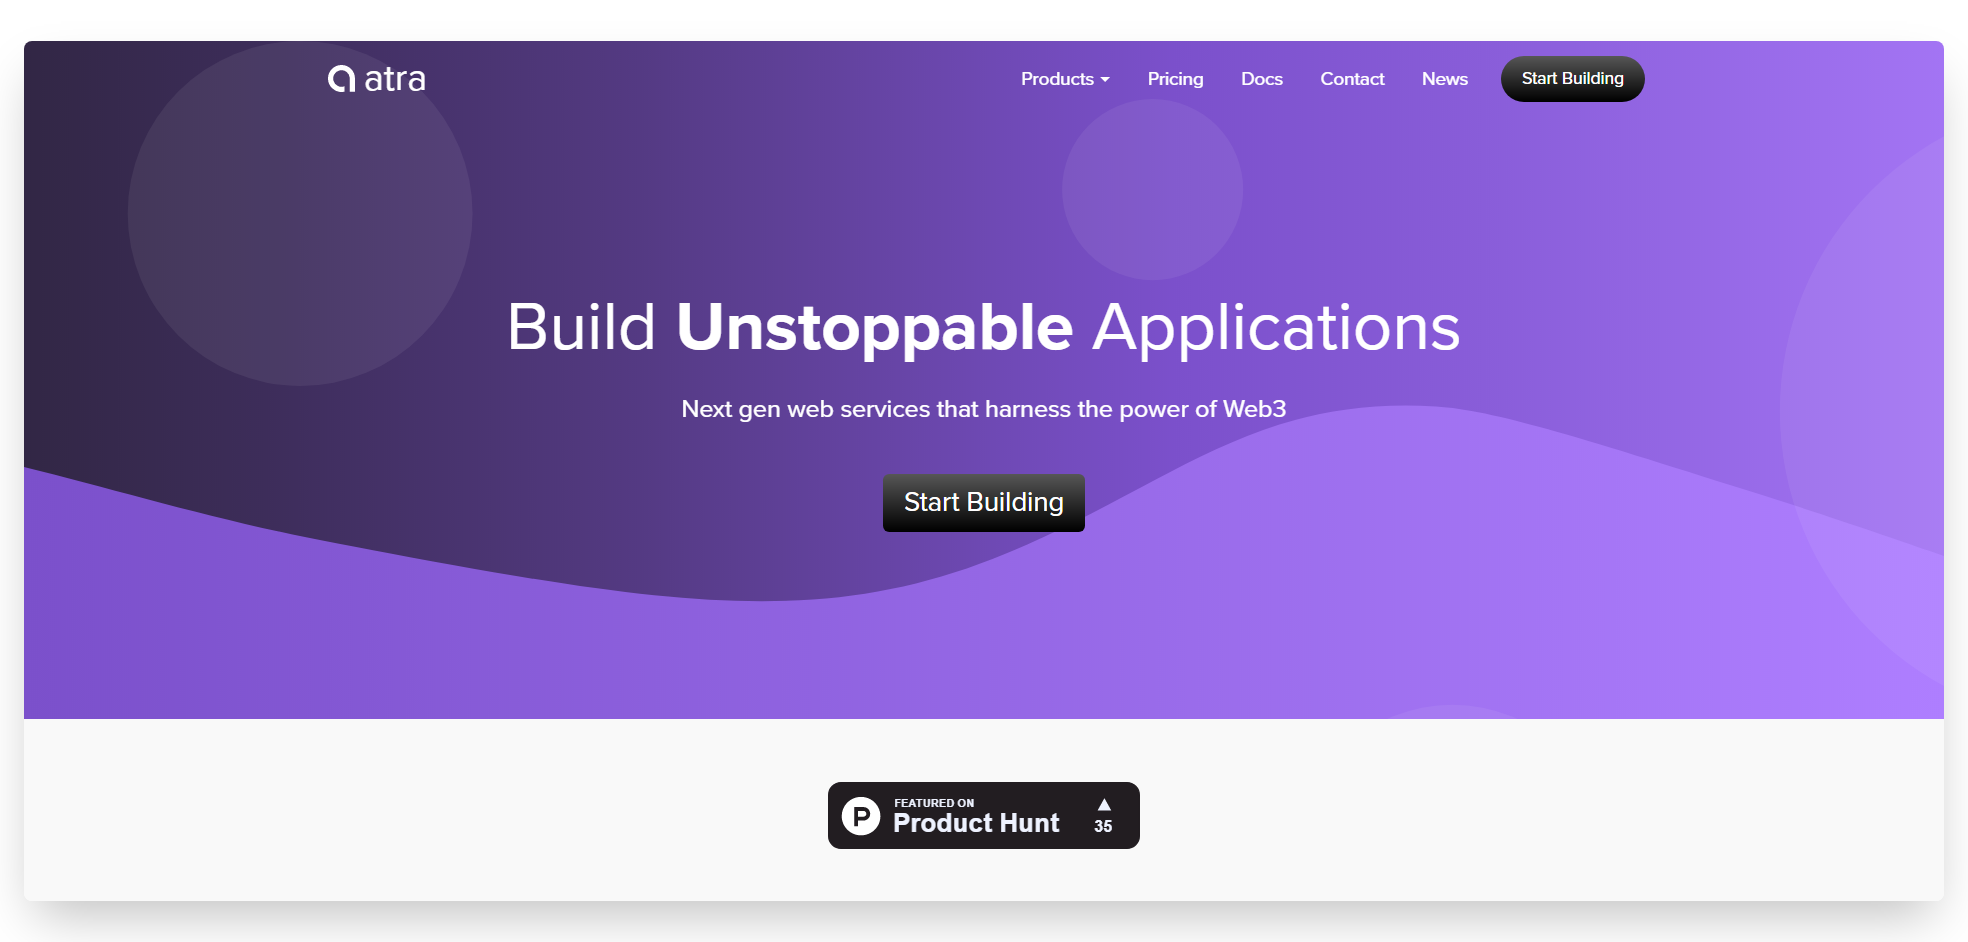 atra
Products Pricing Docs Contact News Start Building
Build Unstoppable Applications
Next gen web services that harness the power of Web3
Start Building
P
FEATURED ON
Product Hunt
35